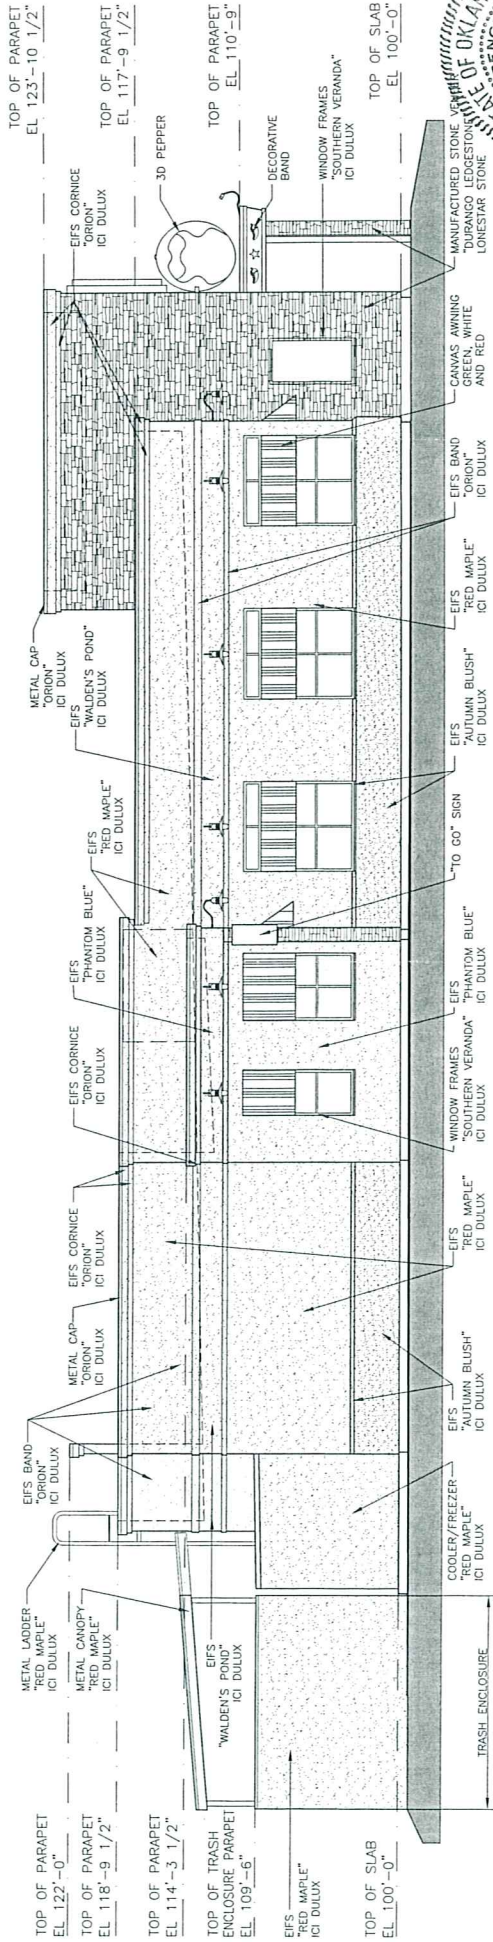 TOP OF PARAPET
EL 122'-0"
TOP OF PARAPET
EL 118'-9 1/2"
TOP OF PARAPET
EL 114'-3 1/2"
TOP OF TRASH
ENCLOSURE PARAPET
EL 109'-6"
EIFS
"RED MAPLE"
ICI DULUX
TOP OF SLAB
EL 100'-0"
METAL LADDER
"RED MAPLE"
ICI DULUX
METAL CANOPY
"RED MAPLE"
ICI DULUX
EIFS BAND
"ORION"
ICI DULUX
METAL CAP
"ORION"
ICI DULUX
EIFS CORNICE
"ORION"
ICI DULUX
EIFS CORNICE
"ORION"
ICI DULUX
EIFS
"PHANTOM BLUE"
ICI DULUX
EIFS
"RED MAPLE"
ICI DULUX
EIFS
"WALDEN'S POND"
ICI DULUX
METAL CAP
"ORION"
ICI DULUX
EIFS CORNICE
"ORION"
ICI DULUX
3D PEPPER
DECORATIVE
BAND
WINDOW FRAMES
"SOUTHERN VERANDA"
ICI DULUX
TOP OF PARAPET
EL 123'-10 1/2"
TOP OF PARAPET
EL 117'-9 1/2"
TOP OF PARAPET
EL 110'-9"
TOP OF SLAB
EL 100'-0"
EIFS
"WALDEN'S POND"
ICI DULUX
TRASH ENCLOSURE
COOLER/FREEZER
"RED MAPLE"
ICI DULUX
EIFS
"AUTUMN BLUSH"
ICI DULUX
EIFS
"RED MAPLE"
ICI DULUX
WINDOW FRAMES
"SOUTHERN VERANDA"
ICI DULUX
EIFS
"PHANTOM BLUE"
ICI DULUX
"TO GO" SIGN
EIFS
"AUTUMN BLUSH"
ICI DULUX
EIFS
"RED MAPLE"
ICI DULUX
EIFS BAND
"ORION"
ICI DULUX
CANVAS AWNING
GREEN, WHITE
AND RED
MANUFACTURED STONE VENEER
"DURANGO LEDGESTONE"
LONESTAR STONE
OF OKLA